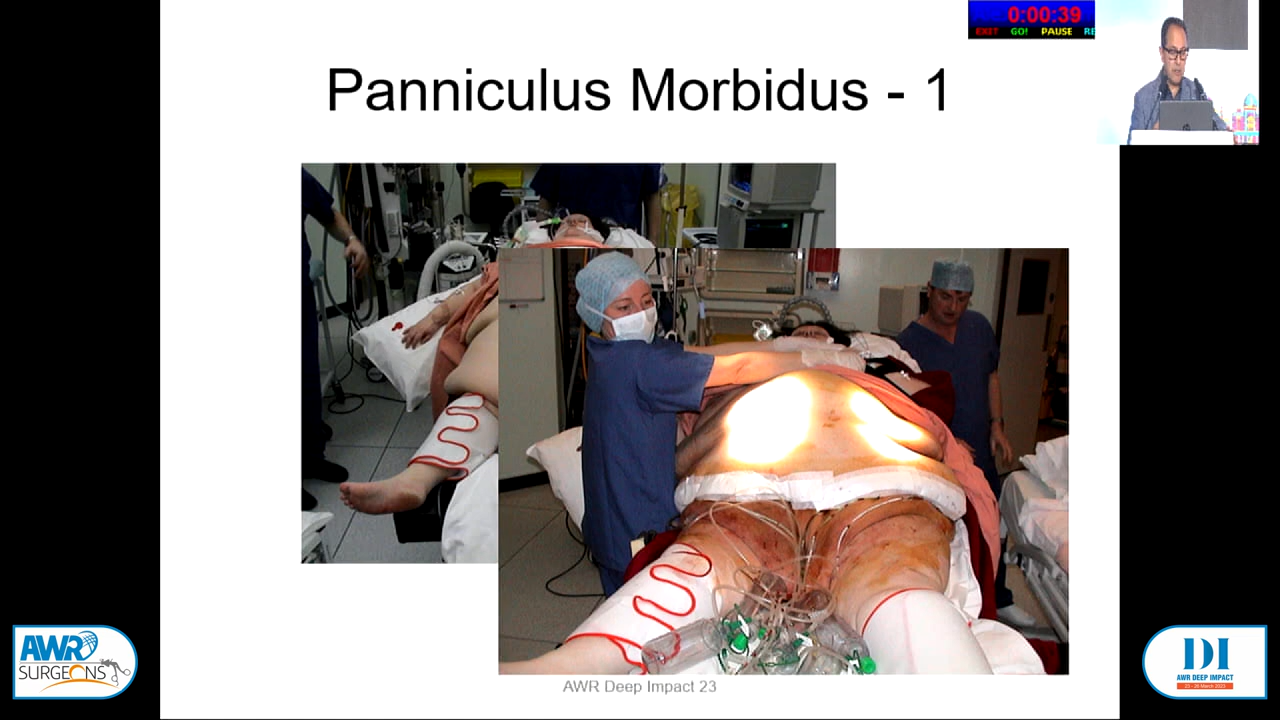 0:00:39
EXIT GO! PAUSE RE
Panniculus Morbidus - 1
AWR Deep Impact 23
AWR
SURGEONS
DI
AWR DEEP IMPACT